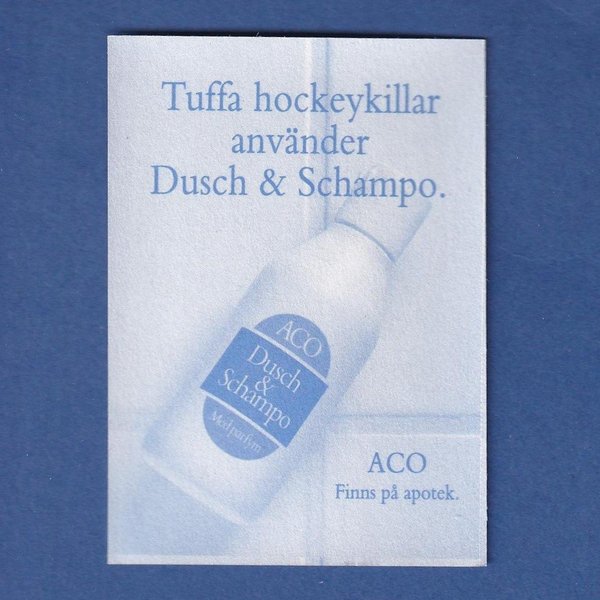 Tuffa hockeykillar
använder
Dusch & Schampo.
ACO
Dusch
&
Schampo
Med parfym
ACO
Finns på apotek.